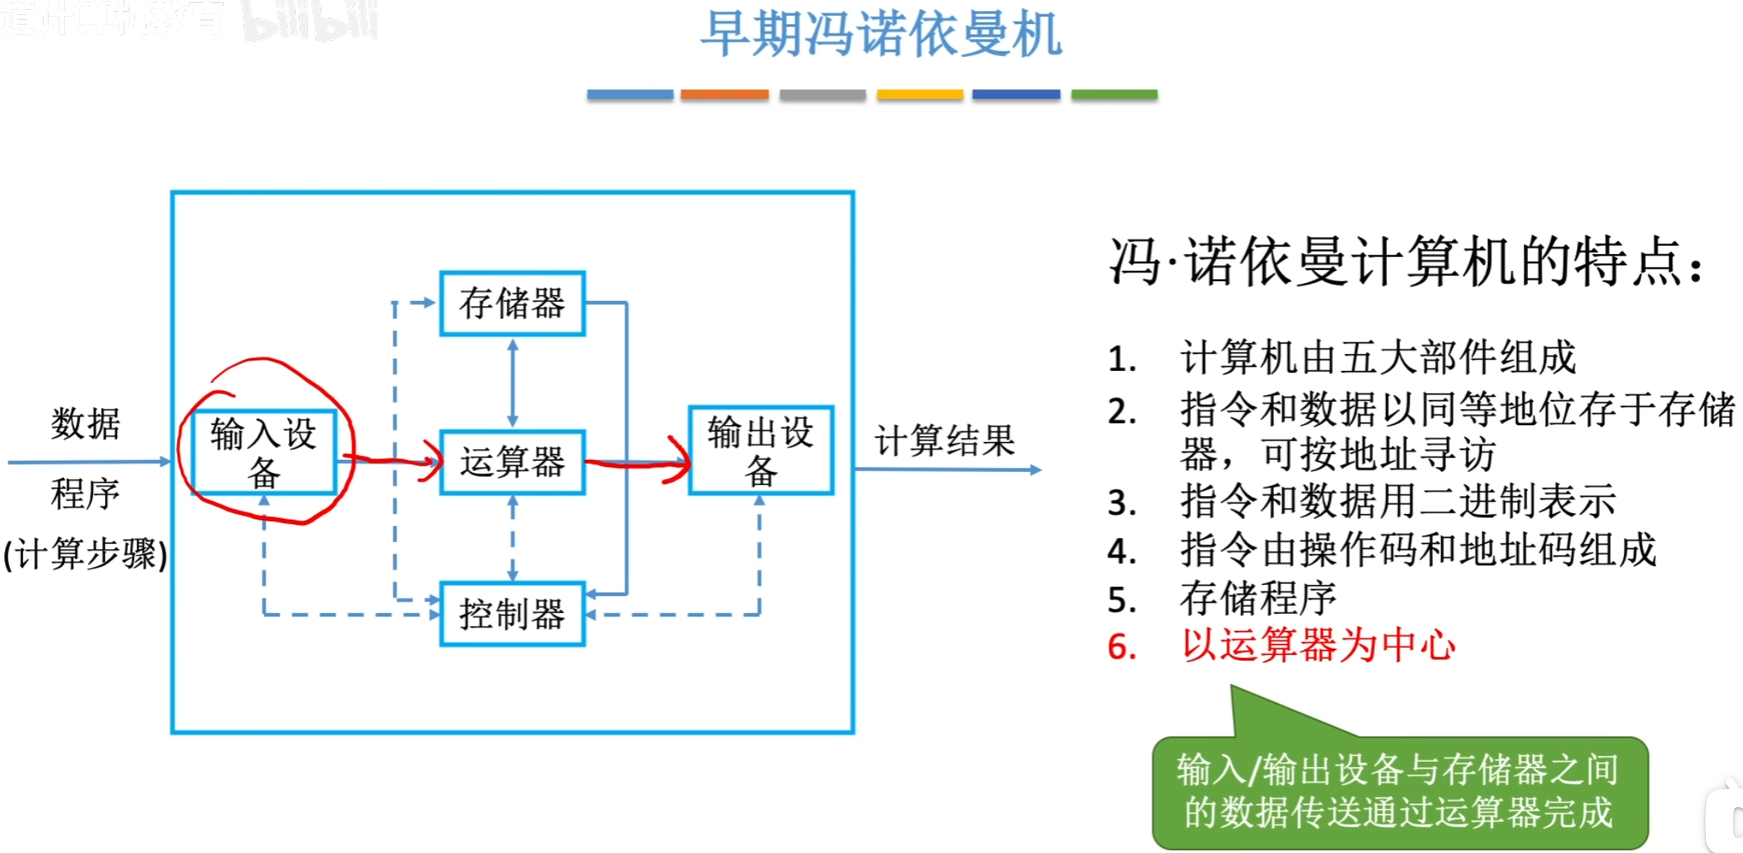 道计算机教育 bilibili
早期冯诺依曼机
数据
程序
(计算步骤)
输入设
备
存储器
运算器
控制器
输出设
备
计算结果
冯·诺依曼计算机的特点：
1. 计算机由五大部件组成
2. 指令和数据以同等地位存于存储
器，可按地址寻访
3. 指令和数据用二进制表示
4. 指令由操作码和地址码组成
5. 存储程序
6. 以运算器为中心
输入/输出设备与存储器之间
的数据传送通过运算器完成